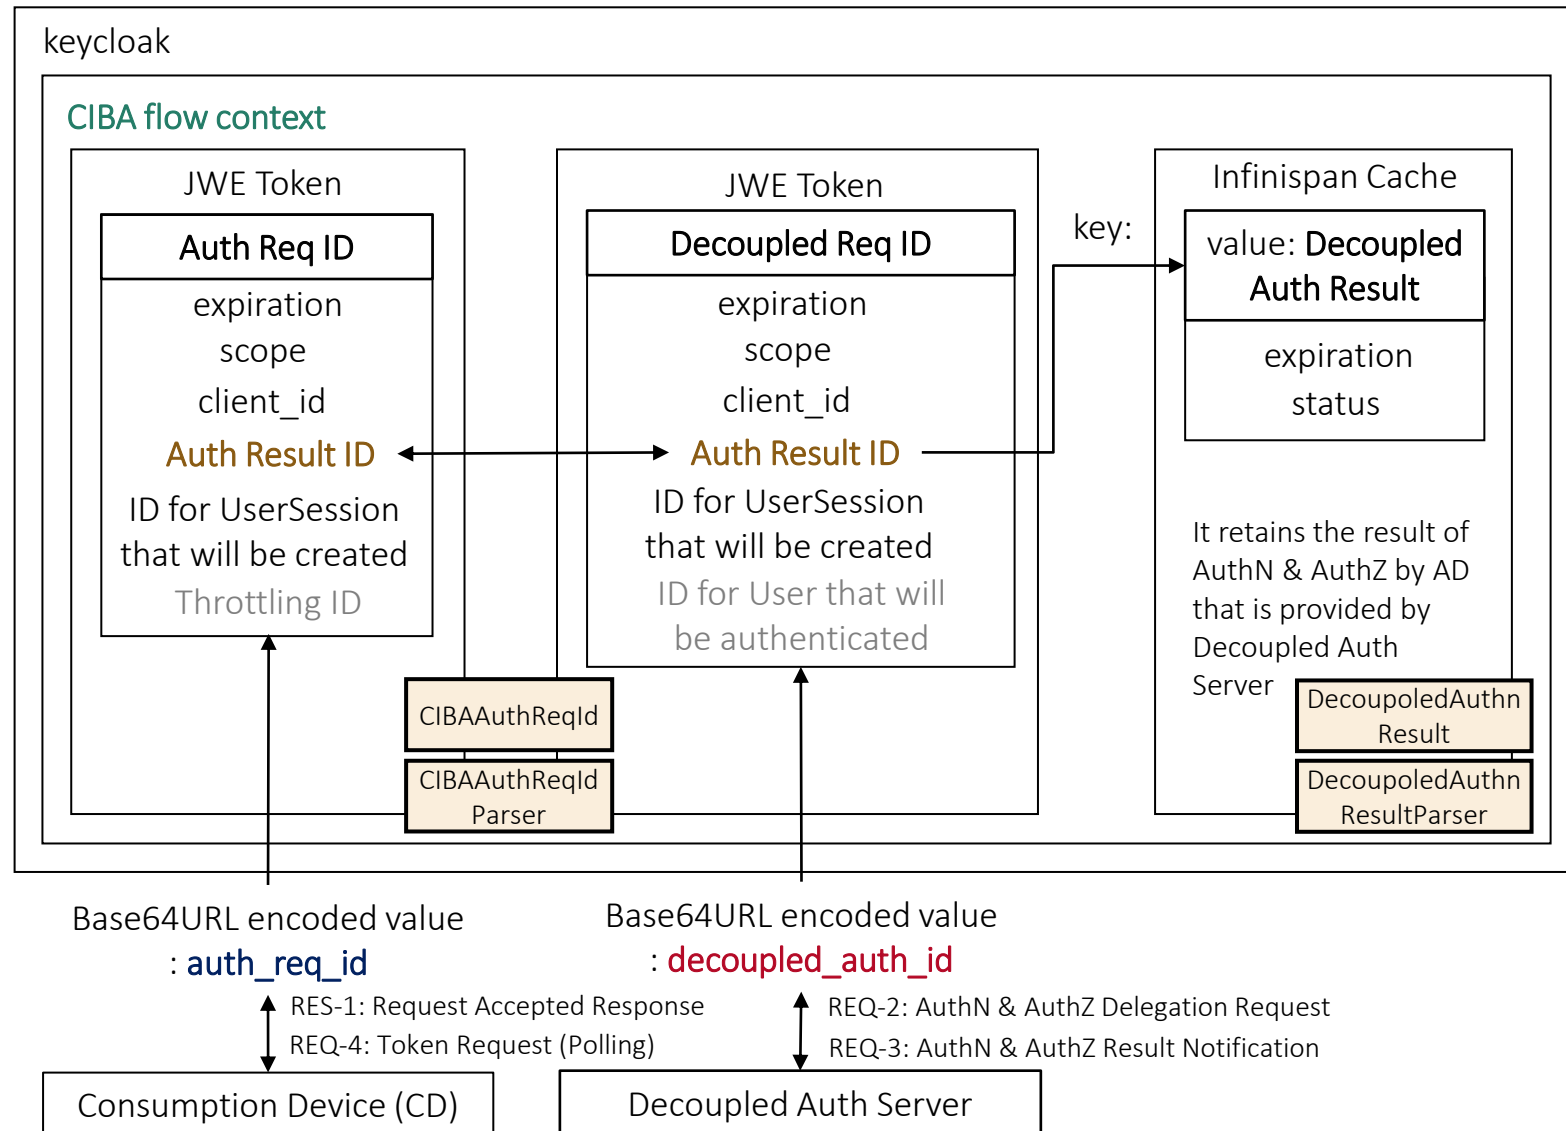 keycloak
CIBA flow context
JWE Token
Auth Req ID
expiration
scope
client_id
Auth Result ID
ID for UserSession
that will be created
Throttling ID
JWE Token
Decoupled Req ID
expiration
scope
client_id
Auth Result ID
ID for UserSession
that will be created
ID for User that will
be authenticated
key:
Infinispan Cache
value: Decoupled
Auth Result
expiration
status
It retains the result of
AuthN & AuthZ by AD
that is provided by
Decoupled Auth
Server
CIBAAuthReqId
CIBAAuthReqId
Parser
DecoupoledAuthn
Result
DecoupoledAuthn
ResultParser
Base64URL encoded value
: auth_req_id
RES-1: Request Accepted Response
REQ-4: Token Request (Polling)
Consumption Device (CD)
Base64URL encoded value
: decoupled_auth_id
REQ-2: AuthN & AuthZ Delegation Request
REQ-3: AuthN & AuthZ Result Notification
Decoupled Auth Server